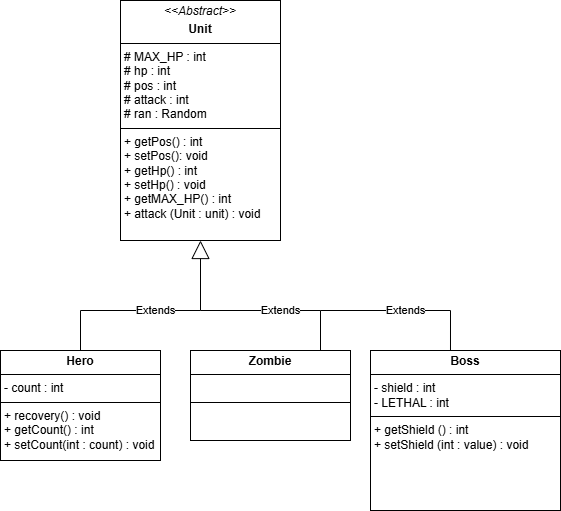 <<Abstract>>
Unit
# MAX_HP : int
# hp : int
# pos : int
# attack : int
# ran : Random
+ getPos() : int
+ setPos(): void
+ getHp() : int
+ setHp() : void
+ getMAX_HP() : int
+ attack (Unit : unit) : void
Extends
Extends
Extends
Hero
- count : int
+ recovery() : void
+ getCount() : int
+ setCount(int : count) : void
Zombie
Boss
- shield : int
- LETHAL : int
+ getShield () : int
+ setShield (int : value) : void